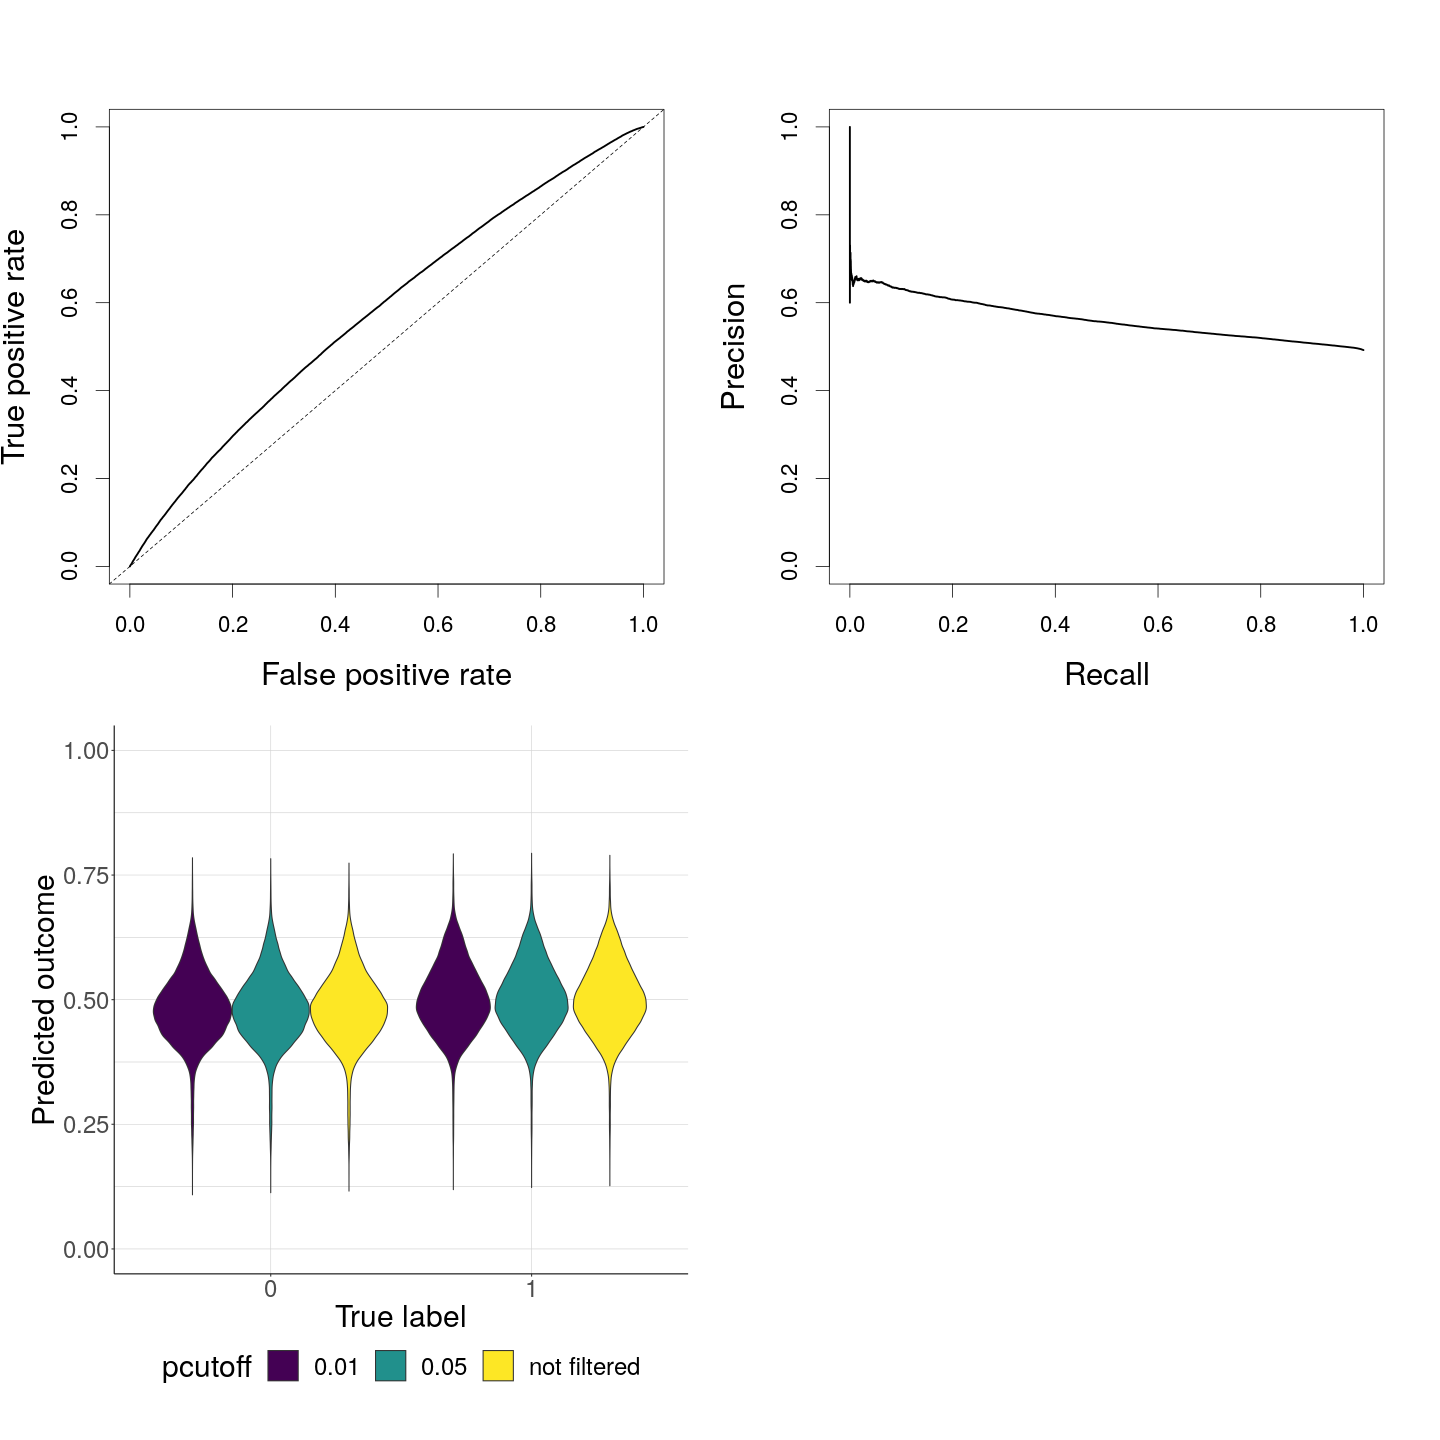 True positive rate
1.0
0.8
0.6
0.4
0.2
0.0
0.0 0.2 0.4 0.6 0.8 1.0
False positive rate
Precision
1.0
0.8
0.6
0.4
0.2
0.0
0.0 0.2 0.4 0.6 0.8 1.0
Recall
Predicted outcome
1.00
0.75
0.50
0.25
0.00
0 1
True label
pcutoff 0.01 0.05 not filtered